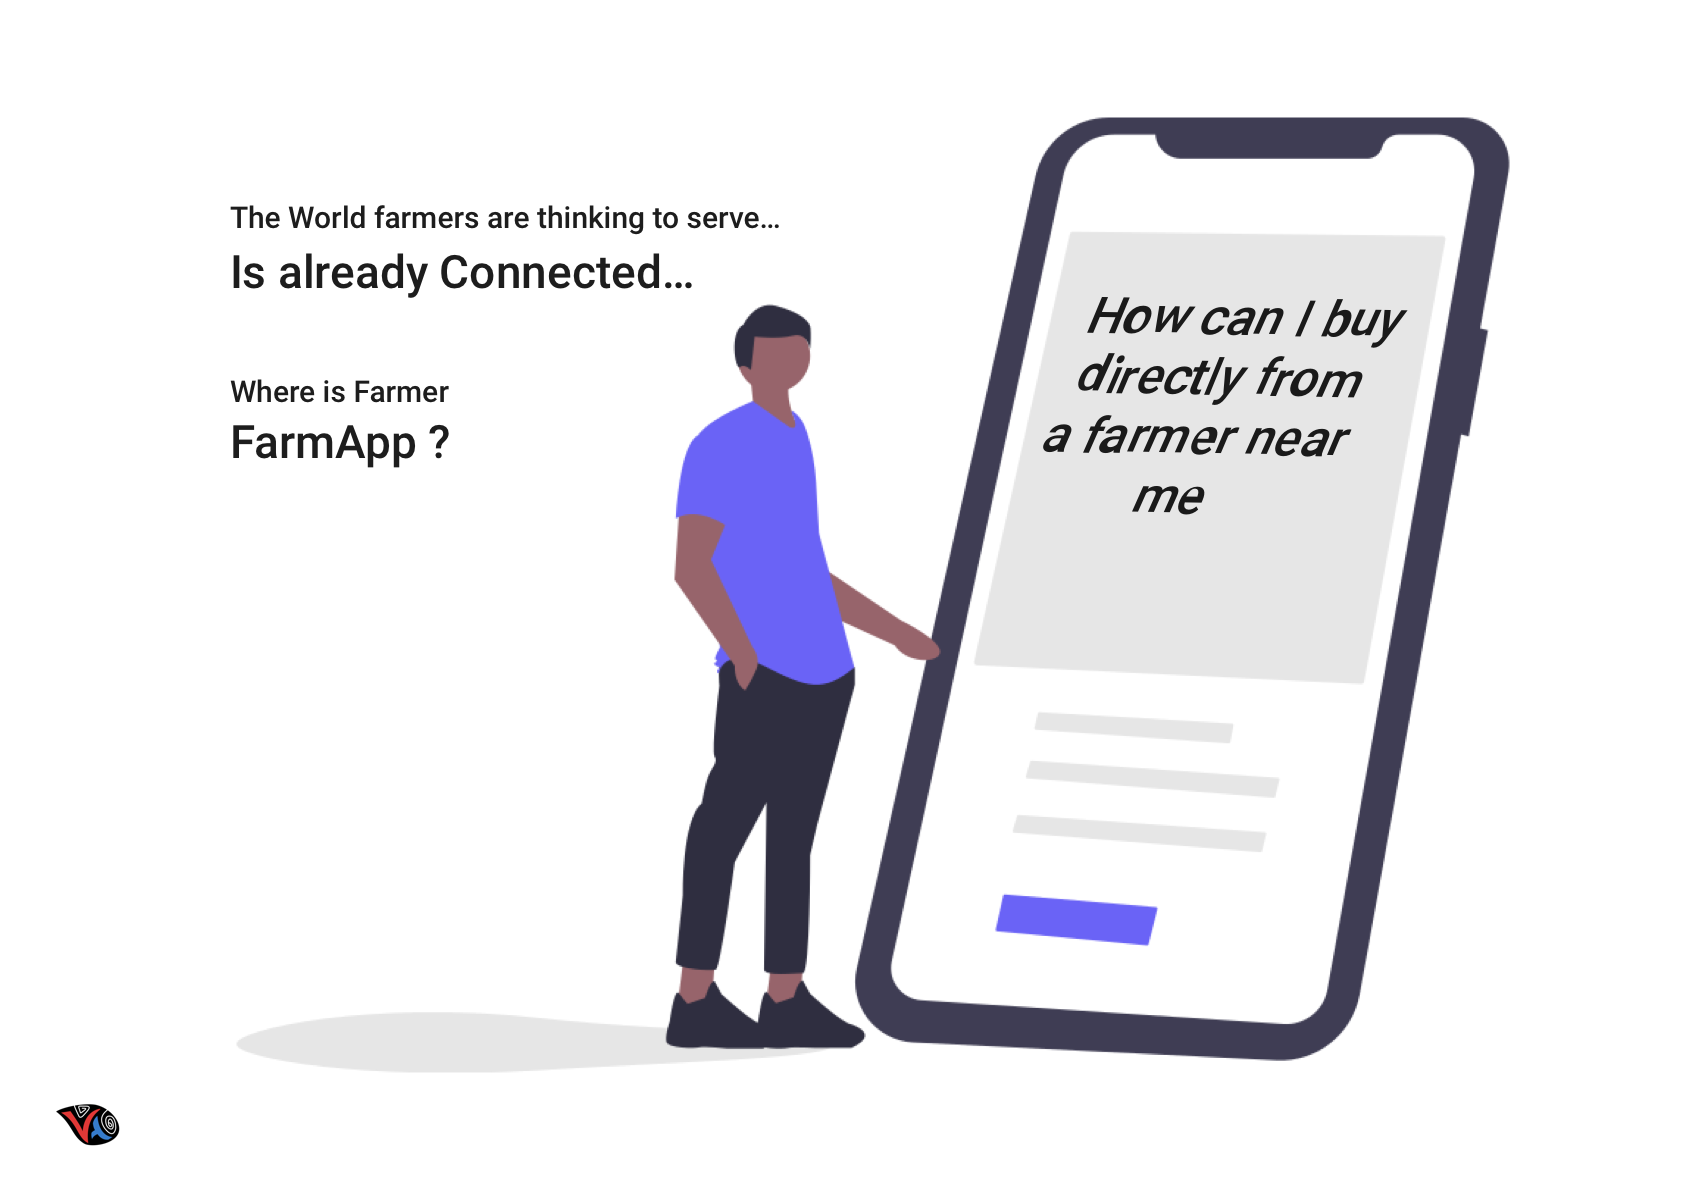 The World farmers are thinking to serve...
Is already Connected...
Where is Farmer
FarmApp ?
How can I buy
directly from
a farmer near
me